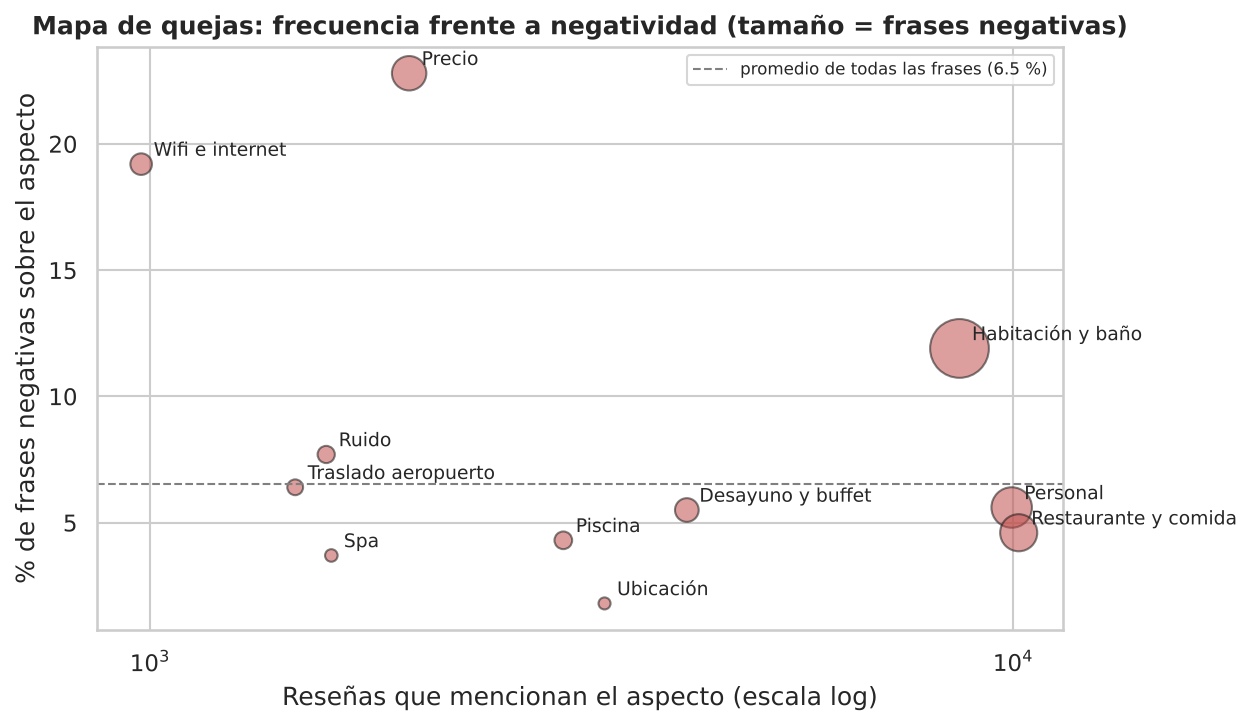 Mapa de quejas: frecuencia frente a negatividad (tamaño = frases negativas)
Precio
promedio de todas las frases (6.5 %)
Wifi e internet
Habitación y baño
Ruido
Traslado aeropuerto
Desayuno y buffet
Personal
Restaurante y comida
Piscina
Spa
Ubicación
% de frases negativas sobre el aspecto
20
15
10
5
10³
10⁴
Reseñas que mencionan el aspecto (escala log)